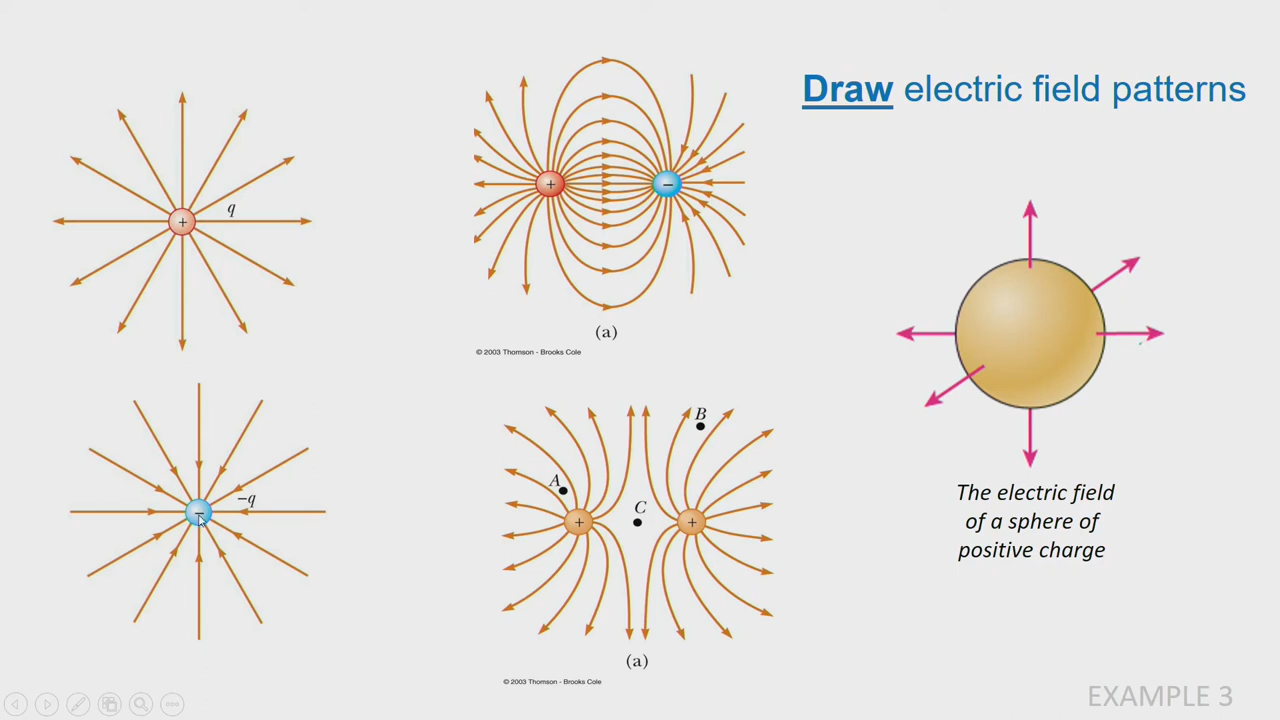 Draw electric field patterns
q
+
+
−
(a)
© 2003 Thomson - Brooks Cole
−q
−
A
B
C
+
+
(a)
© 2003 Thomson - Brooks Cole
The electric field
of a sphere of
positive charge
EXAMPLE 3